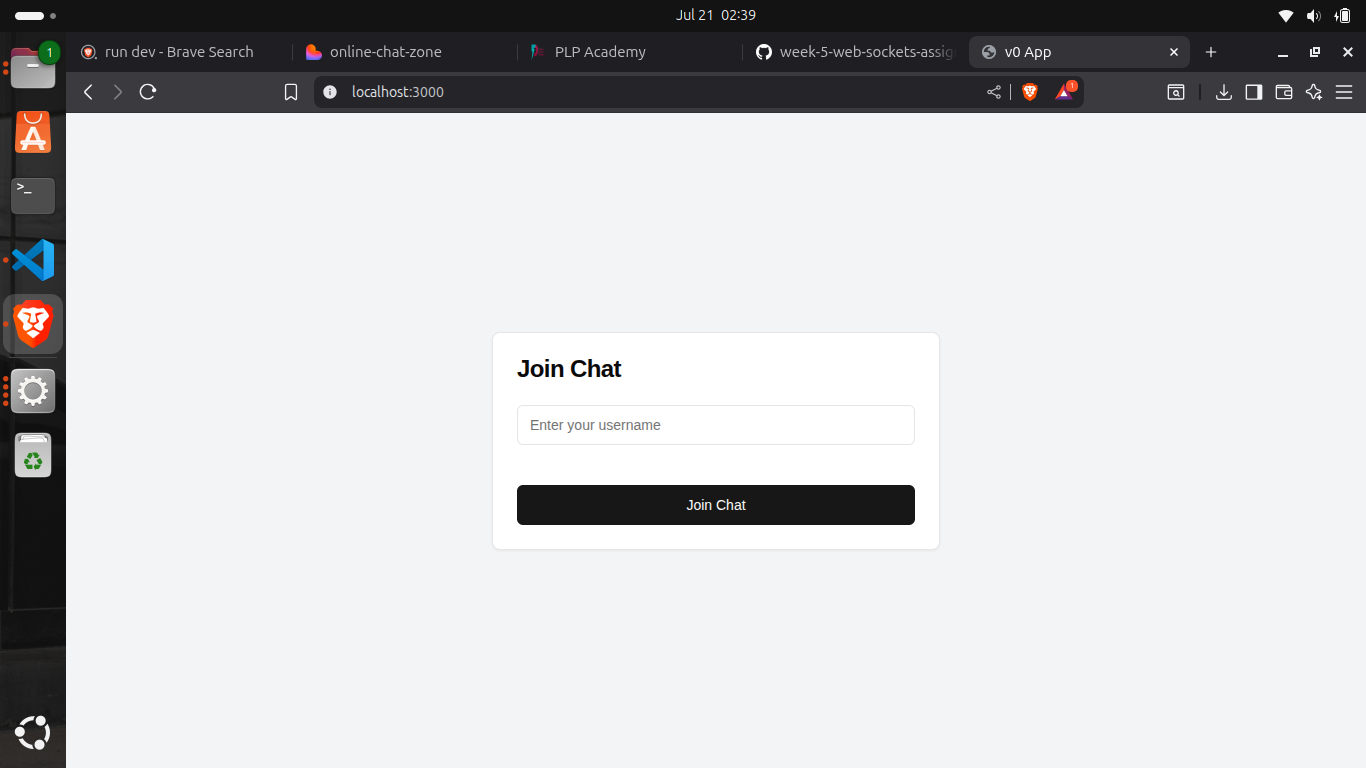 Jul 21 02:39
1
run dev - Brave Search
online-chat-zone
PLP Academy
week-5-web-sockets-assig
v0 App
localhost:3000
1
>_
Join Chat
Enter your username
Join Chat